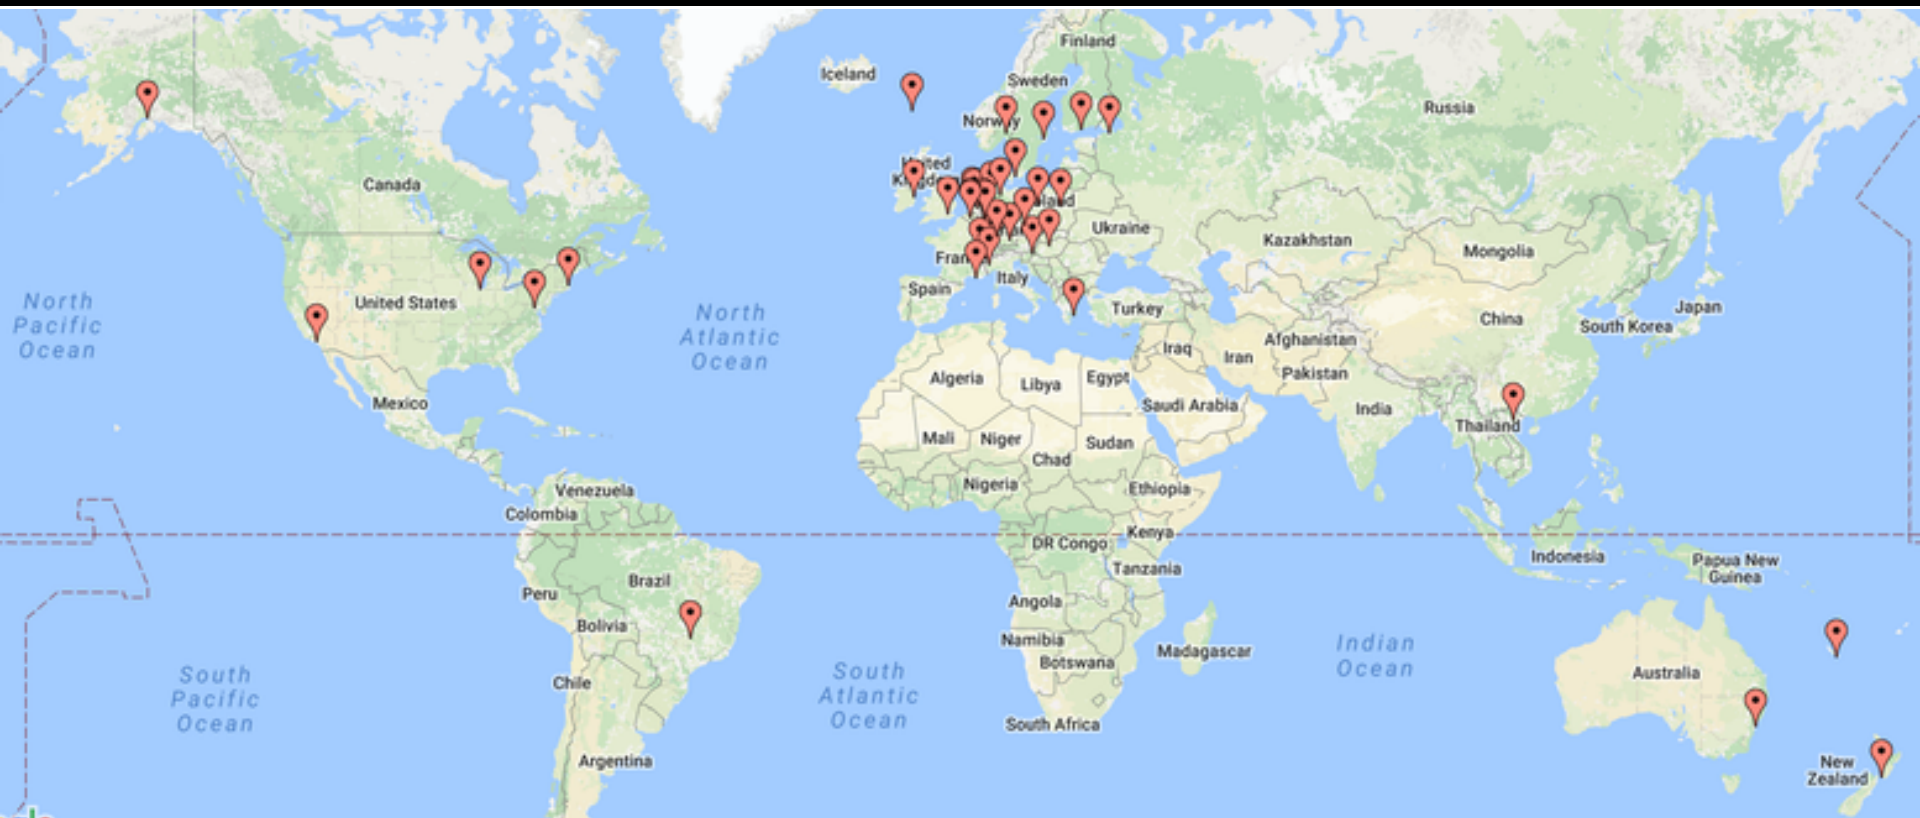 Finland
Iceland
Sweden
Russia
Norway
United
Canada
Ukraine
Kazakhstan
Mongolia
Italy
Spain
United States
North
Pacific
Ocean
North
Atlantic
Ocean
Turkey
China
Japan
South Korea
Iraq
Iran
Afghanistan
Pakistan
Algeria
Libya
Egypt
Saudi Arabia
India
Mexico
Thailand
Mali
Niger
Sudan
Chad
Nigeria
Ethiopia
Venezuela
Colombia
Kenya
DR Congo
Tanzania
Indonesia
Papua New
Guinea
Brazil
Peru
Angola
Bolivia
Namibia
Botswana
Madagascar
Indian
Ocean
Australia
South
Pacific
Ocean
Chile
South
Atlantic
Ocean
South Africa
Argentina
New
Zealand